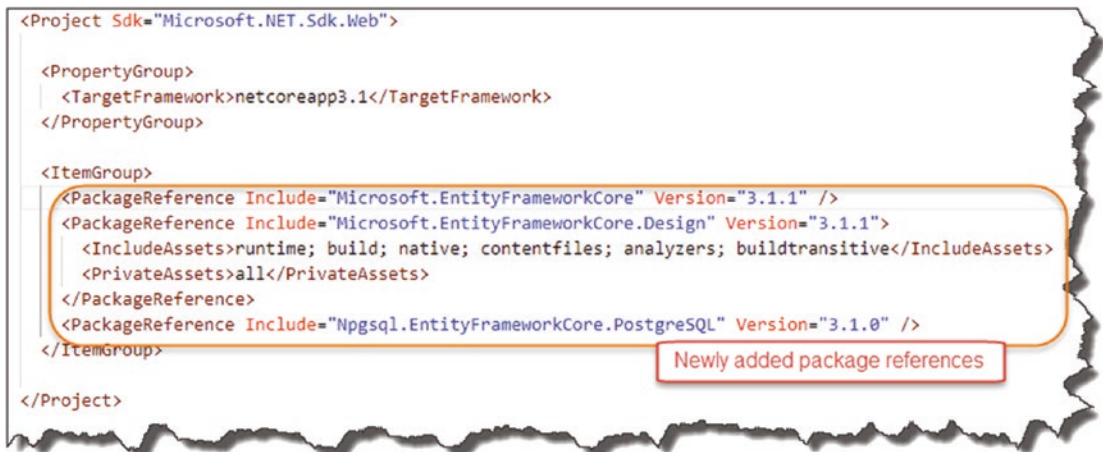 <Project Sdk="Microsoft.NET.Sdk.Web">
<PropertyGroup>
<TargetFramework>netcoreapp3.1</TargetFramework>
</PropertyGroup>
<ItemGroup>
<PackageReference Include="Microsoft.EntityFrameworkCore" Version="3.1.1" />
<PackageReference Include="Microsoft.EntityFrameworkCore.Design" Version="3.1.1">
<IncludeAssets>runtime; build; native; contentfiles; analyzers; buildtransitive</IncludeAssets>
<PrivateAssets>all</PrivateAssets>
</PackageReference>
<PackageReference Include="Npgsql.EntityFrameworkCore.PostgreSQL" Version="3.1.0" />
</ItemGroup>
Newly added package references
</Project>